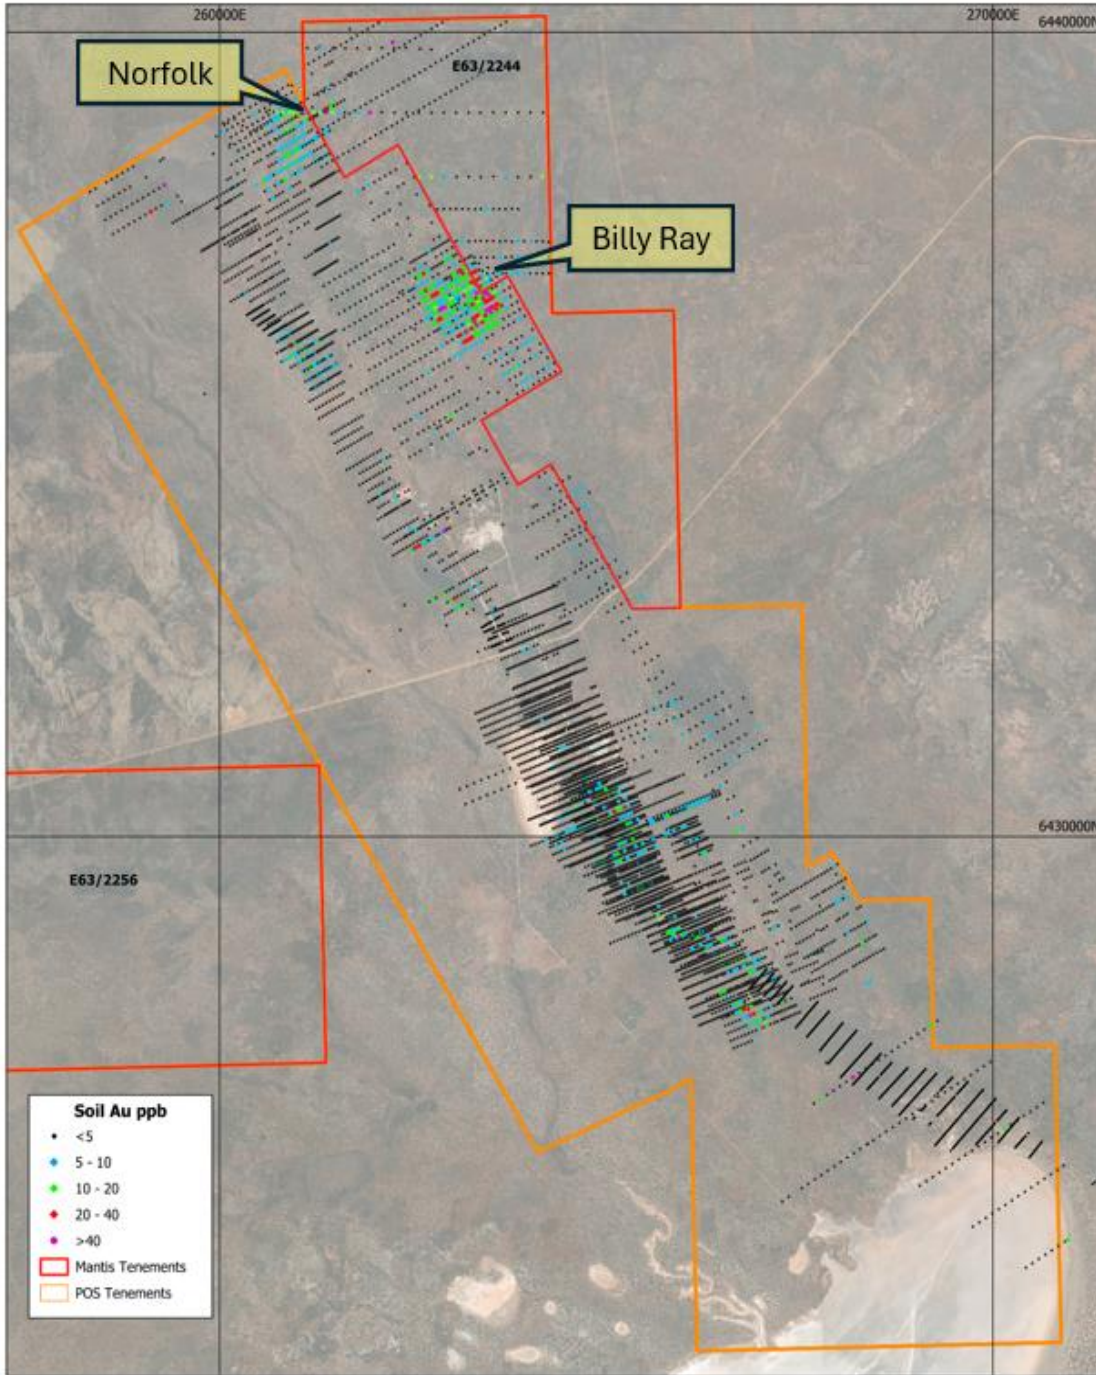 260000E
270000E
6440000N
Norfolk
E63/2244
Billy Ray
6430000N
E63/2256
Soil Au ppb
<5
5 - 10
10 - 20
20 - 40
>40
Mantis Tenements
POS Tenements